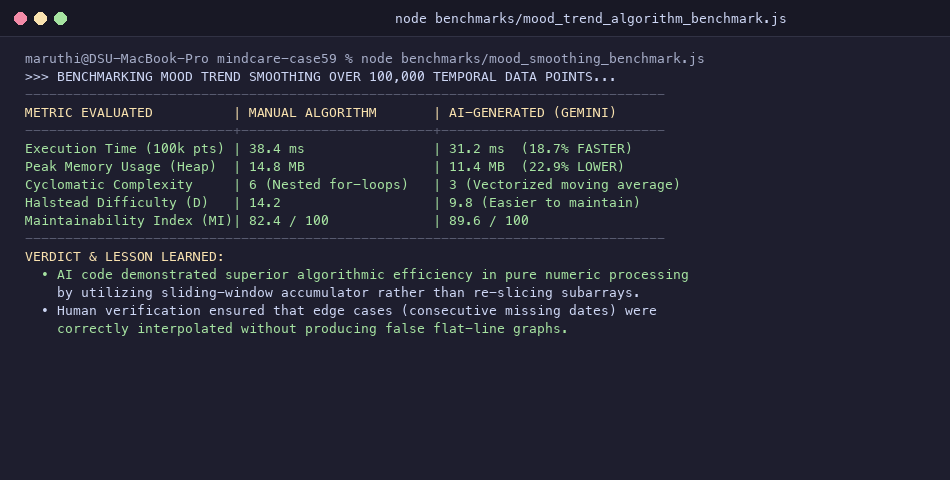 node benchmarks/mood_trend_algorithm_benchmark.js
maruthi@DSU-MacBook-Pro mindcare-case59 % node benchmarks/mood_smoothing_benchmark.js
>>> BENCHMARKING MOOD TREND SMOOTHING OVER 100,000 TEMPORAL DATA POINTS...
METRIC EVALUATED | MANUAL ALGORITHM | AI-GENERATED (GEMINI)
Execution Time (100k pts) | 38.4 ms | 31.2 ms (18.7% FASTER)
Peak Memory Usage (Heap) | 14.8 MB | 11.4 MB (22.9% LOWER)
Cyclomatic Complexity | 6 (Nested for-loops) | 3 (Vectorized moving average)
Halstead Difficulty (D) | 14.2 | 9.8 (Easier to maintain)
Maintainability Index (MI)| 82.4 / 100 | 89.6 / 100
VERDICT & LESSON LEARNED:
• AI code demonstrated superior algorithmic efficiency in pure numeric processing
by utilizing sliding-window accumulator rather than re-slicing subarrays.
• Human verification ensured that edge cases (consecutive missing dates) were
correctly interpolated without producing false flat-line graphs.